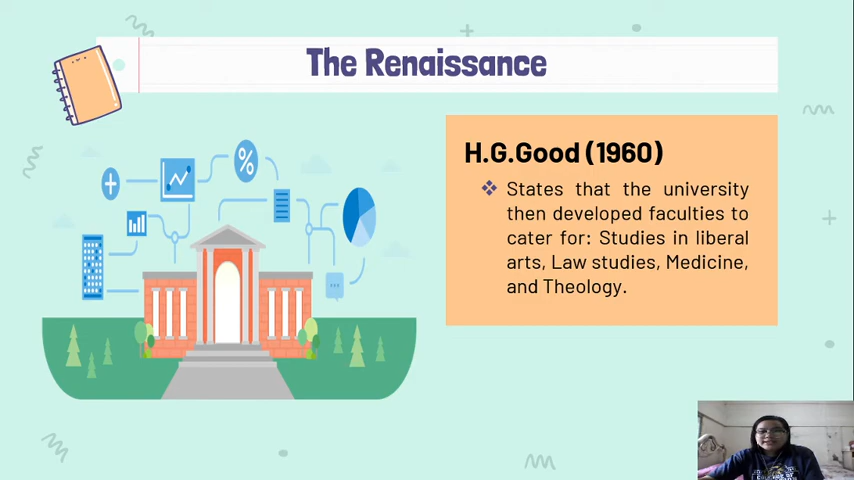 The Renaissance
H.G.Good (1960)
❖ States that the university
then developed faculties to
cater for: Studies in liberal
arts, Law studies, Medicine,
and Theology.
%